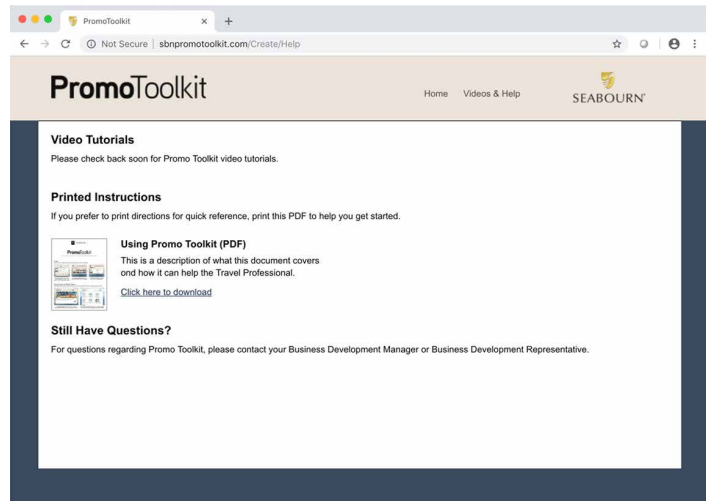 PromoToolkit
Not Secure | sbnpromotoolkit.com/Create/Help
PromoToolkit
Home Videos & Help
SEABOURN®
Video Tutorials
Please check back soon for Promo Toolkit video tutorials.
Printed Instructions
If you prefer to print directions for quick reference, print this PDF to help you get started.
Using Promo Toolkit (PDF)
This is a description of what this document covers
ond how it can help the Travel Professional.
Click here to download
Still Have Questions?
For questions regarding Promo Toolkit, please contact your Business Development Manager or Business Development Representative.